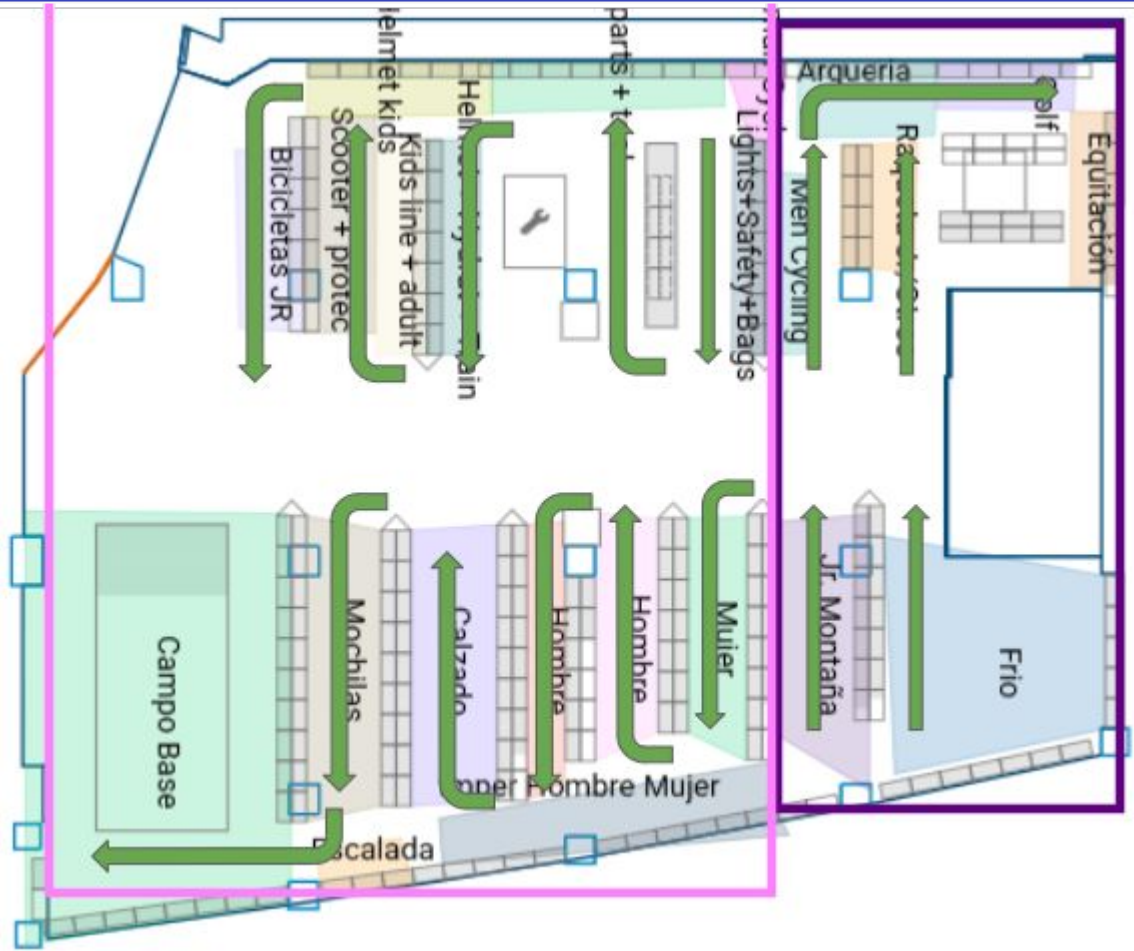 Arqueria
Equitación
Bicicletas JR
Scooter + protec
Helmet kids
Kids line + adult
parts + t
Lights+Safety+Bags
Men Cycling
Campo Base
Mochilas
Calzado
Hombre
Hombre
Mujer
Jr. Montaña
Frio
mper Hombre Mujer
Escalada